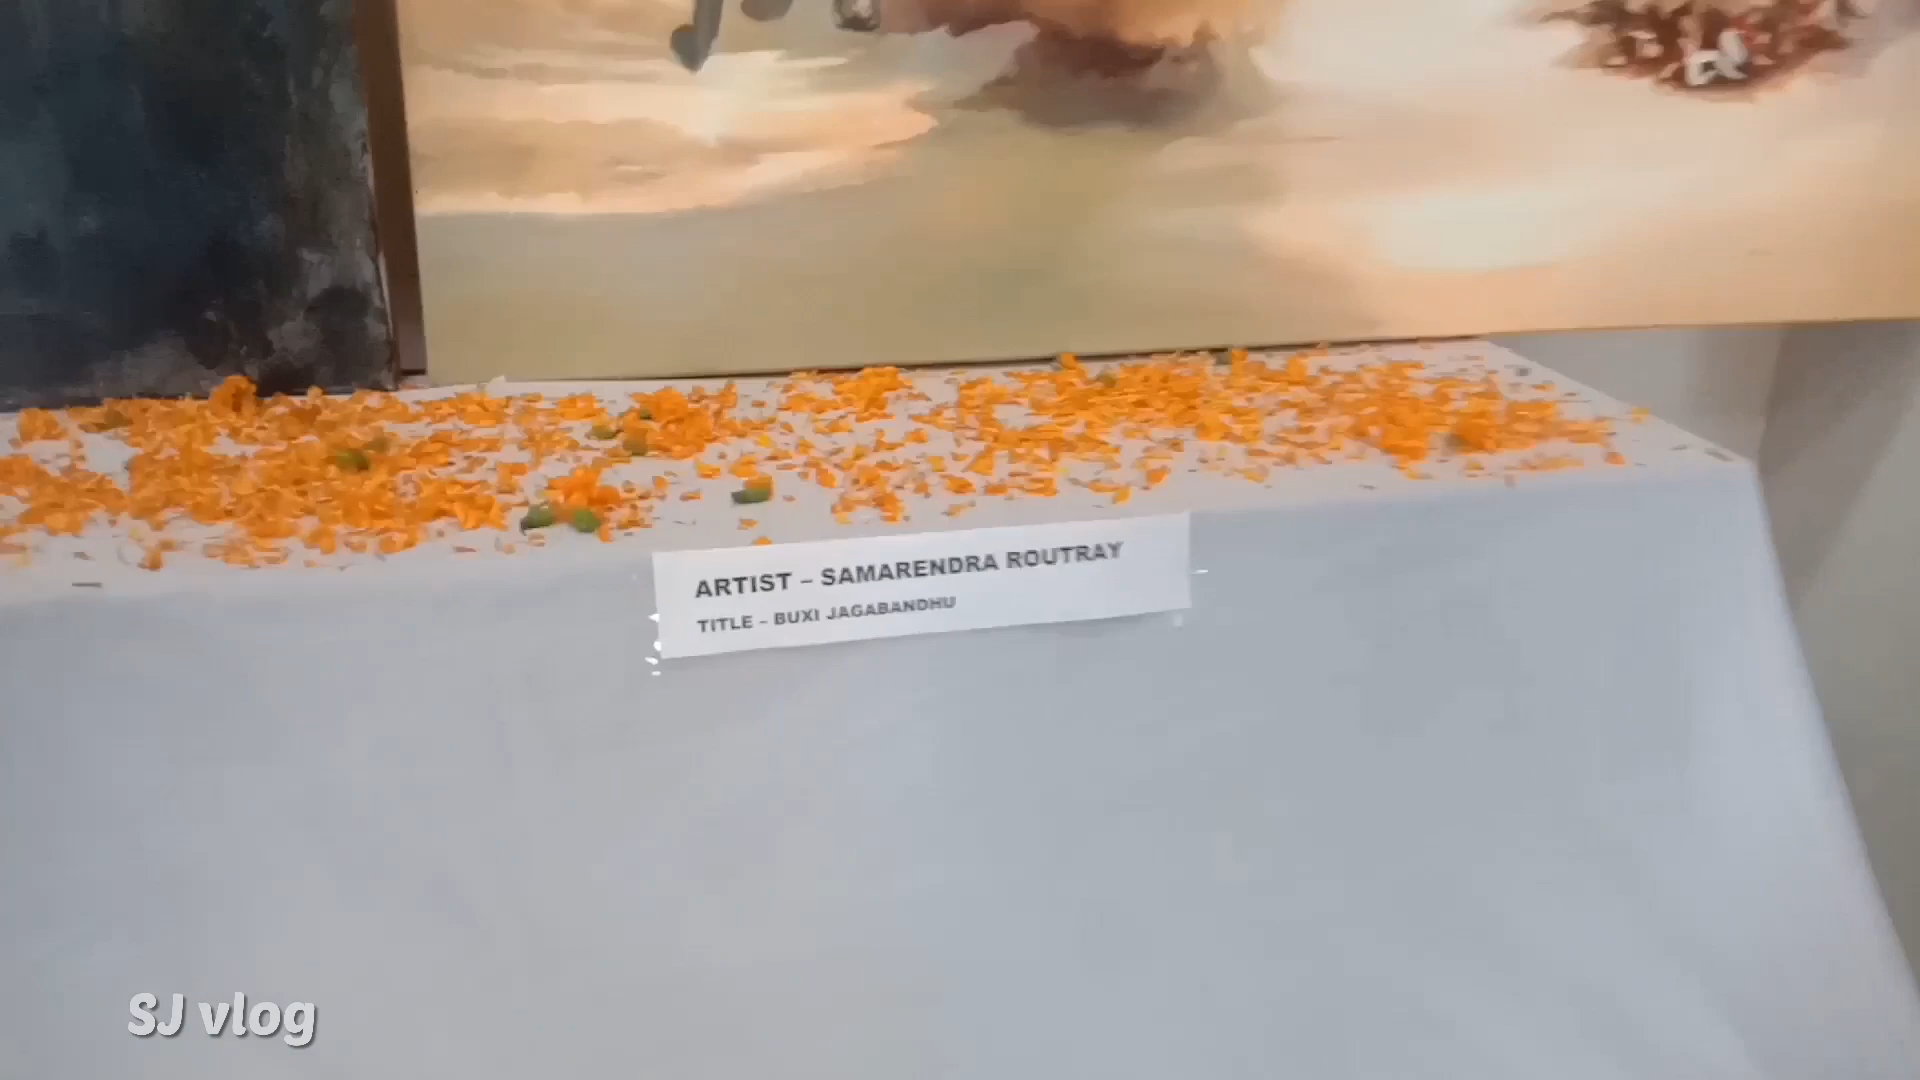 ARTIST – SAMARENDRA ROUTRAY
TITLE – BUXI JAGABANDHU
SJ vlog